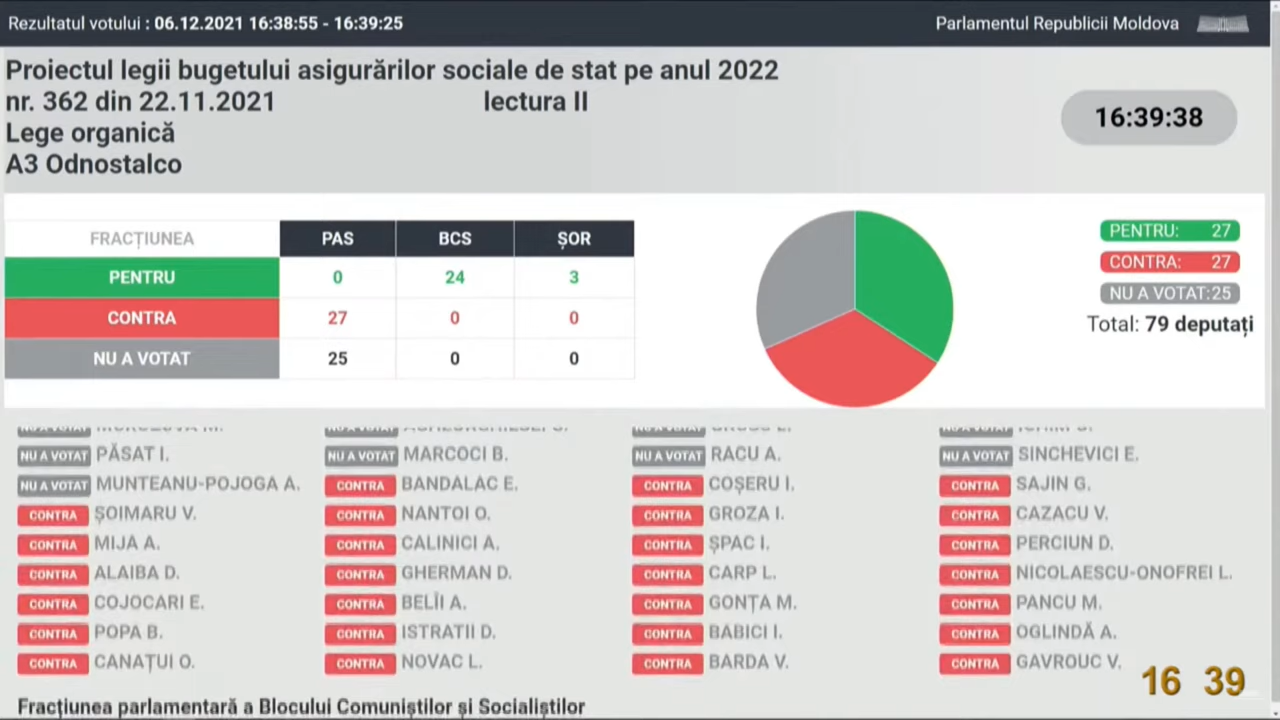 Rezultatul votului : 06.12.2021 16:38:55 - 16:39:25 Parlamentul Republicii Moldova
Proiectul legii bugetului asigurărilor sociale de stat pe anul 2022
nr. 362 din 22.11.2021 lectura II
Lege organică
A3 Odnostalco
16:39:38
FRACȚIUNEA PAS BCS ȘOR
PENTRU 0 24 3
CONTRA 27 0 0
NU A VOTAT 25 0 0
PENTRU: 27
CONTRA: 27
NU A VOTAT:25
Total: 79 deputați
NU A VOTAT PĂSAT I. NU A VOTAT MARCOCI B. NU A VOTAT RACU A. NU A VOTAT SINCHEVICI E.
NU A VOTAT MUNTEANU-POJOGA A. CONTRA BANDALAC E. CONTRA COȘERU I. CONTRA SAJIN G.
CONTRA ȘOIMARU V. CONTRA NANTOI O. CONTRA GROZA I. CONTRA CAZACU V.
CONTRA MIJA A. CONTRA CALINICI A. CONTRA ȘPAC I. CONTRA PERCIUN D.
CONTRA ALAIBA D. CONTRA GHERMAN D. CONTRA CARP L. CONTRA NICOLAESCU-ONOFREI L.
CONTRA COJOCARI E. CONTRA BELÎI A. CONTRA GONȚA M. CONTRA PANCU M.
CONTRA POPA B. CONTRA ISTRATII D. CONTRA BABICI I. CONTRA OGLINDĂ A.
CONTRA CANAȚUI O. CONTRA NOVAC L. CONTRA BARDA V. CONTRA GAVROUC V.
16 39
Fracțiunea parlamentară a Blocului Comuniștilor și Socialiștilor